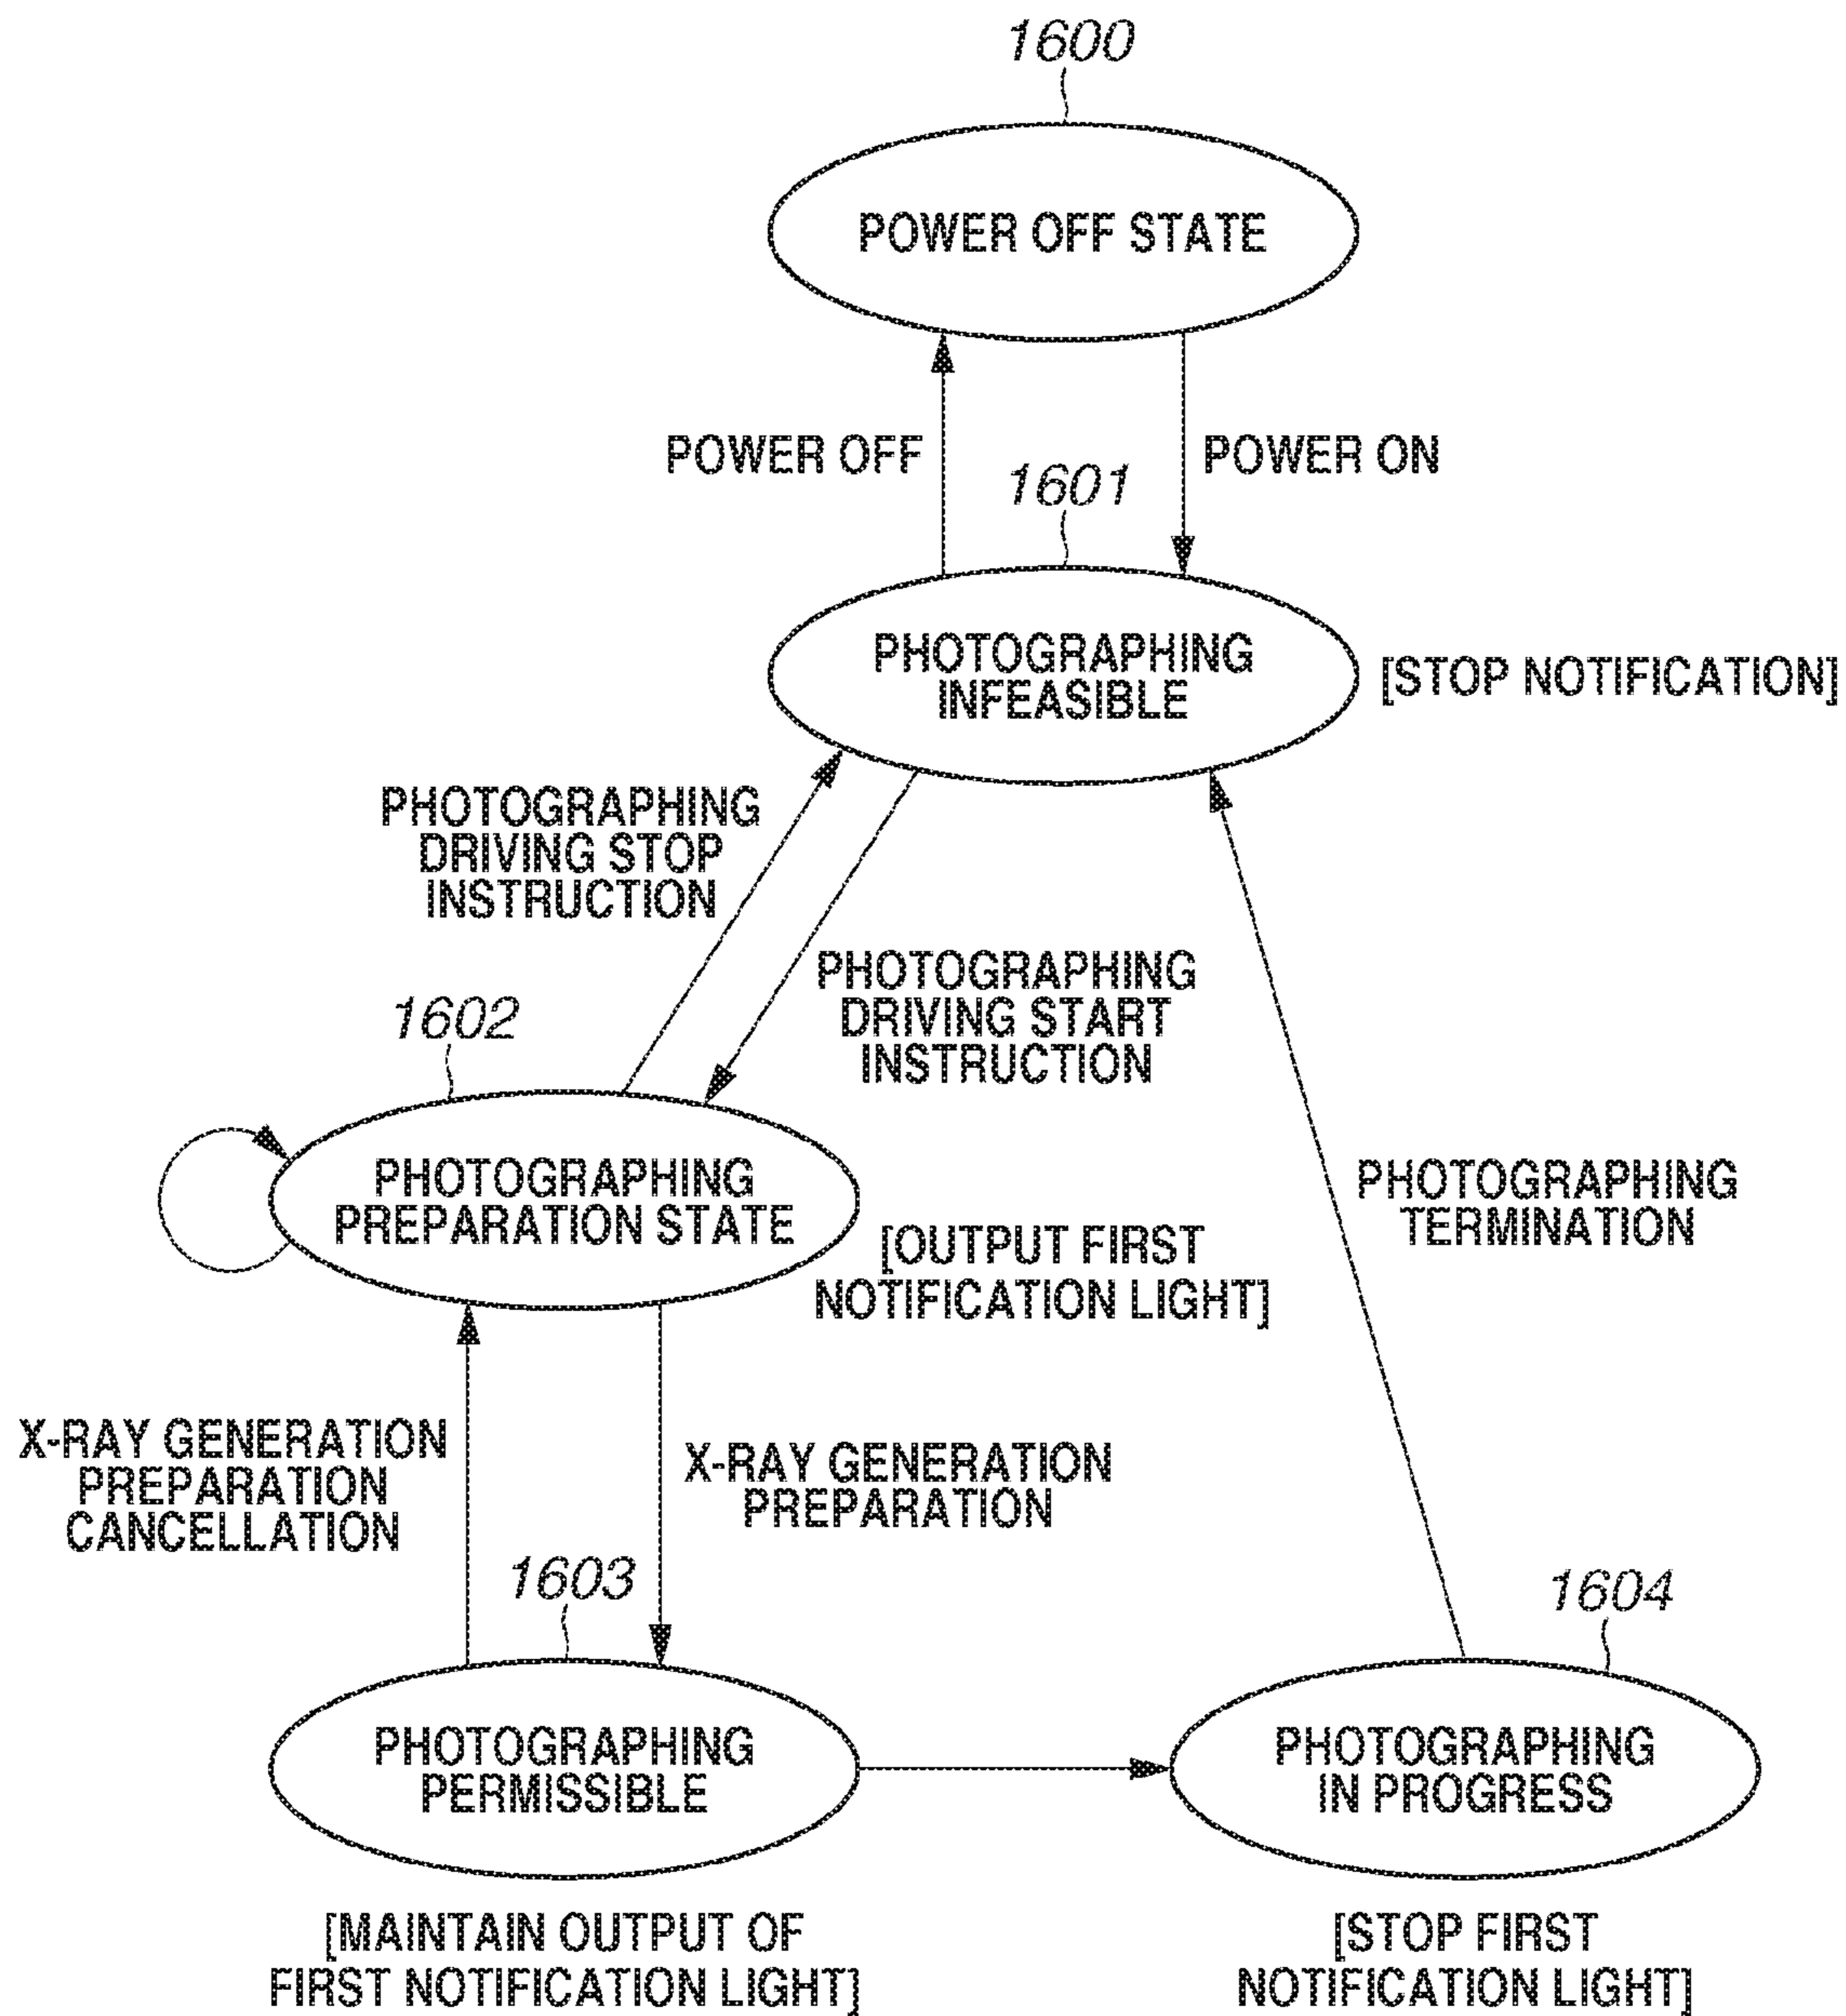 1600
POWER OFF STATE
POWER OFF
POWER ON
1601
PHOTOGRAPHING
INFEASIBLE
[STOP NOTIFICATION]
PHOTOGRAPHING
DRIVING STOP
INSTRUCTION
PHOTOGRAPHING
DRIVING START
INSTRUCTION
1602
PHOTOGRAPHING
PREPARATION STATE
[OUTPUT FIRST
NOTIFICATION LIGHT]
PHOTOGRAPHING
TERMINATION
X-RAY GENERATION
PREPARATION
CANCELLATION
X-RAY GENERATION
PREPARATION
1603
PHOTOGRAPHING
PERMISSIBLE
[MAINTAIN OUTPUT OF
FIRST NOTIFICATION LIGHT]
1604
PHOTOGRAPHING
IN PROGRESS
[STOP FIRST
NOTIFICATION LIGHT]